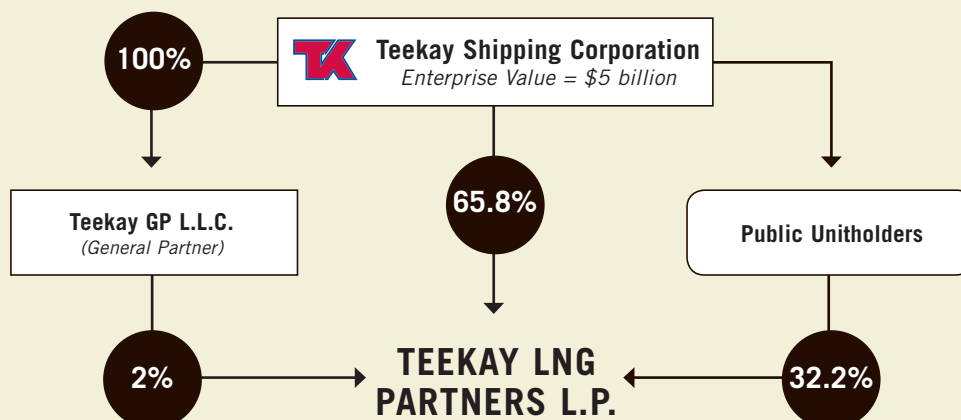 100%
TK
Teekay Shipping Corporation
Enterprise Value = $5 billion
65.8%
Teekay GP L.L.C.
(General Partner)
Public Unitholders
2%
TEEKAY LNG
PARTNERS L.P.
32.2%